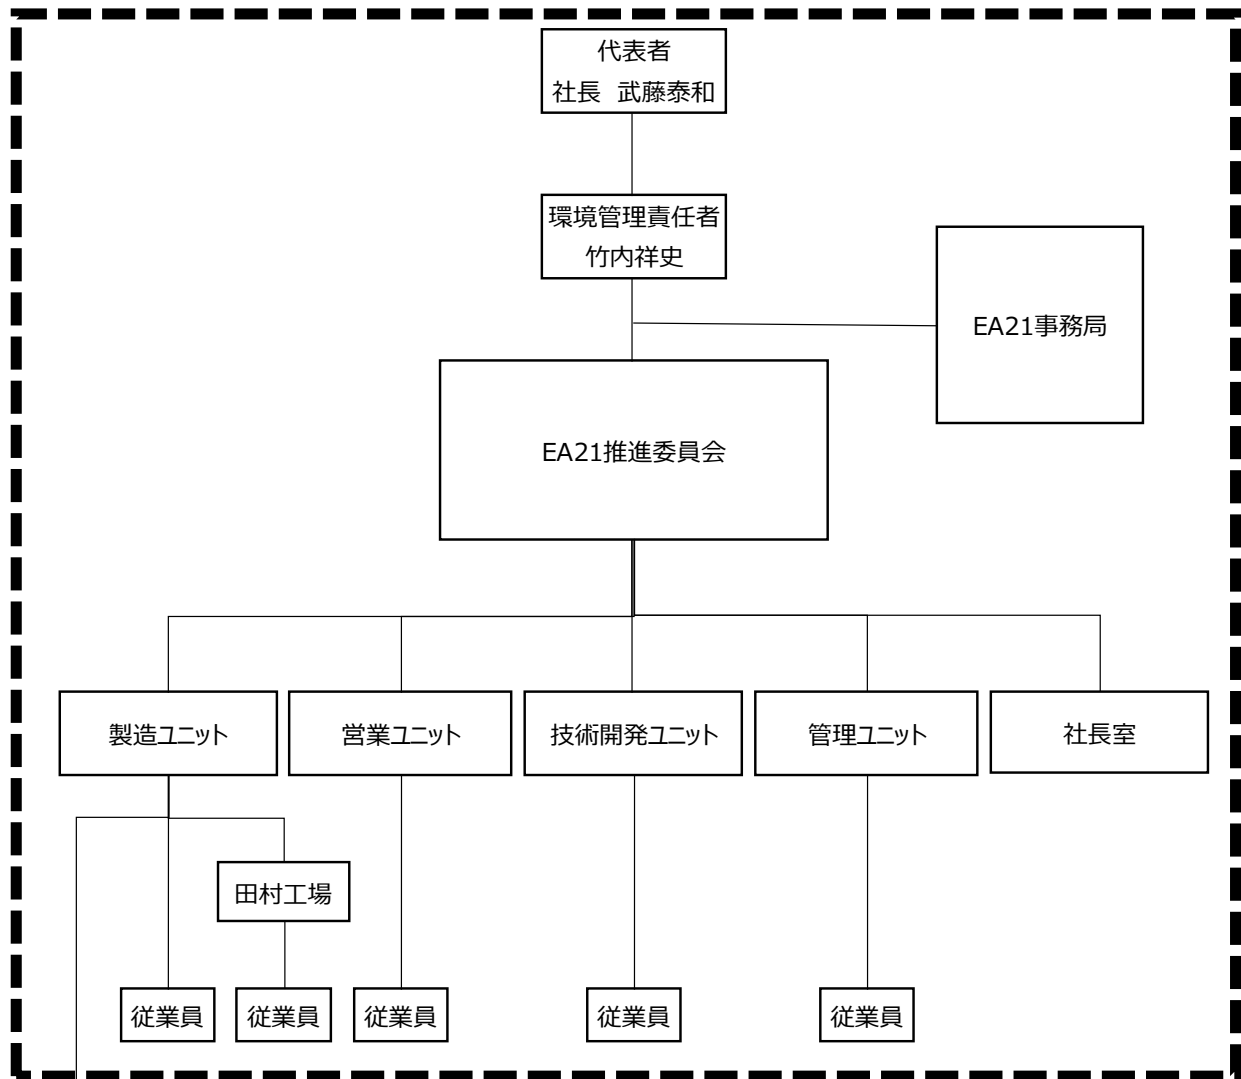 代表者
社長 武藤泰和
環境管理責任者
竹内祥史
EA21事務局
EA21推進委員会
製造ユニット
営業ユニット
技術開発ユニット
管理ユニット
社長室
田村工場
従業員
従業員
従業員
従業員
従業員